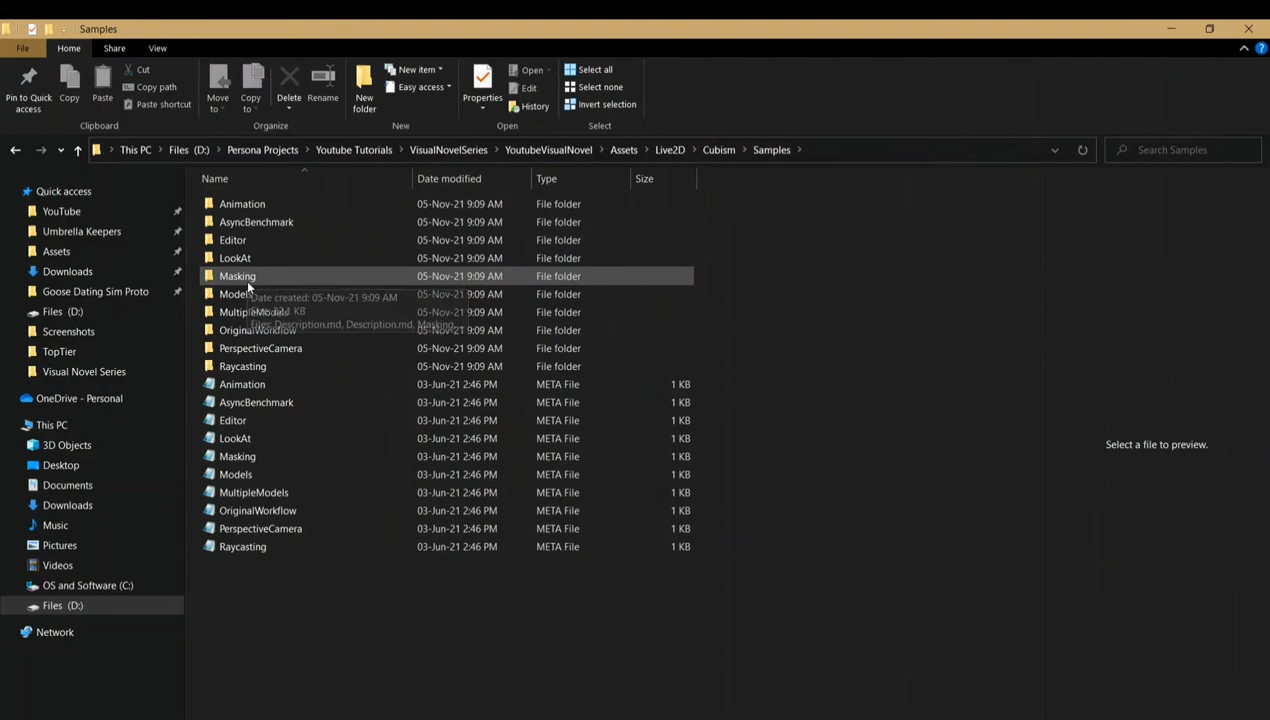 Samples
File Home Share View
Pin to Quick access
Copy
Paste
Cut
Copy path
Paste shortcut
Clipboard
Move to
Copy to
Delete
Rename
Organize
New folder
New item
Easy access
New
Properties
Open
Edit
History
Open
Select all
Select none
Invert selection
Select
This PC > Files (D:) > Persona Projects > Youtube Tutorials > VisualNovelSeries > YoutubeVisualNovel > Assets > Live2D > Cubism > Samples >
Search Samples
Quick access
YouTube
Umbrella Keepers
Assets
Downloads
Goose Dating Sim Proto
Files (D:)
Screenshots
TopTier
Visual Novel Series
OneDrive - Personal
This PC
3D Objects
Desktop
Documents
Downloads
Music
Pictures
Videos
OS and Software (C:)
Files (D:)
Network
Name Date modified Type Size
Animation 05-Nov-21 9:09 AM File folder
AsyncBenchmark 05-Nov-21 9:09 AM File folder
Editor 05-Nov-21 9:09 AM File folder
LookAt 05-Nov-21 9:09 AM File folder
Masking 05-Nov-21 9:09 AM File folder
Models 05-Nov-21 9:09 AM File folder
MultipleModels 05-Nov-21 9:09 AM File folder
OriginalWorkflow 05-Nov-21 9:09 AM File folder
PerspectiveCamera 05-Nov-21 9:09 AM File folder
Raycasting 05-Nov-21 9:09 AM File folder
Animation 03-Jun-21 2:46 PM META File 1 KB
AsyncBenchmark 03-Jun-21 2:46 PM META File 1 KB
Editor 03-Jun-21 2:46 PM META File 1 KB
LookAt 03-Jun-21 2:46 PM META File 1 KB
Masking 03-Jun-21 2:46 PM META File 1 KB
Models 03-Jun-21 2:46 PM META File 1 KB
MultipleModels 03-Jun-21 2:46 PM META File 1 KB
OriginalWorkflow 03-Jun-21 2:46 PM META File 1 KB
PerspectiveCamera 03-Jun-21 2:46 PM META File 1 KB
Raycasting 03-Jun-21 2:46 PM META File 1 KB
Date created: 05-Nov-21 9:09 AM
KB
Files: Description.md, Description.md, Masking...
Select a file to preview.